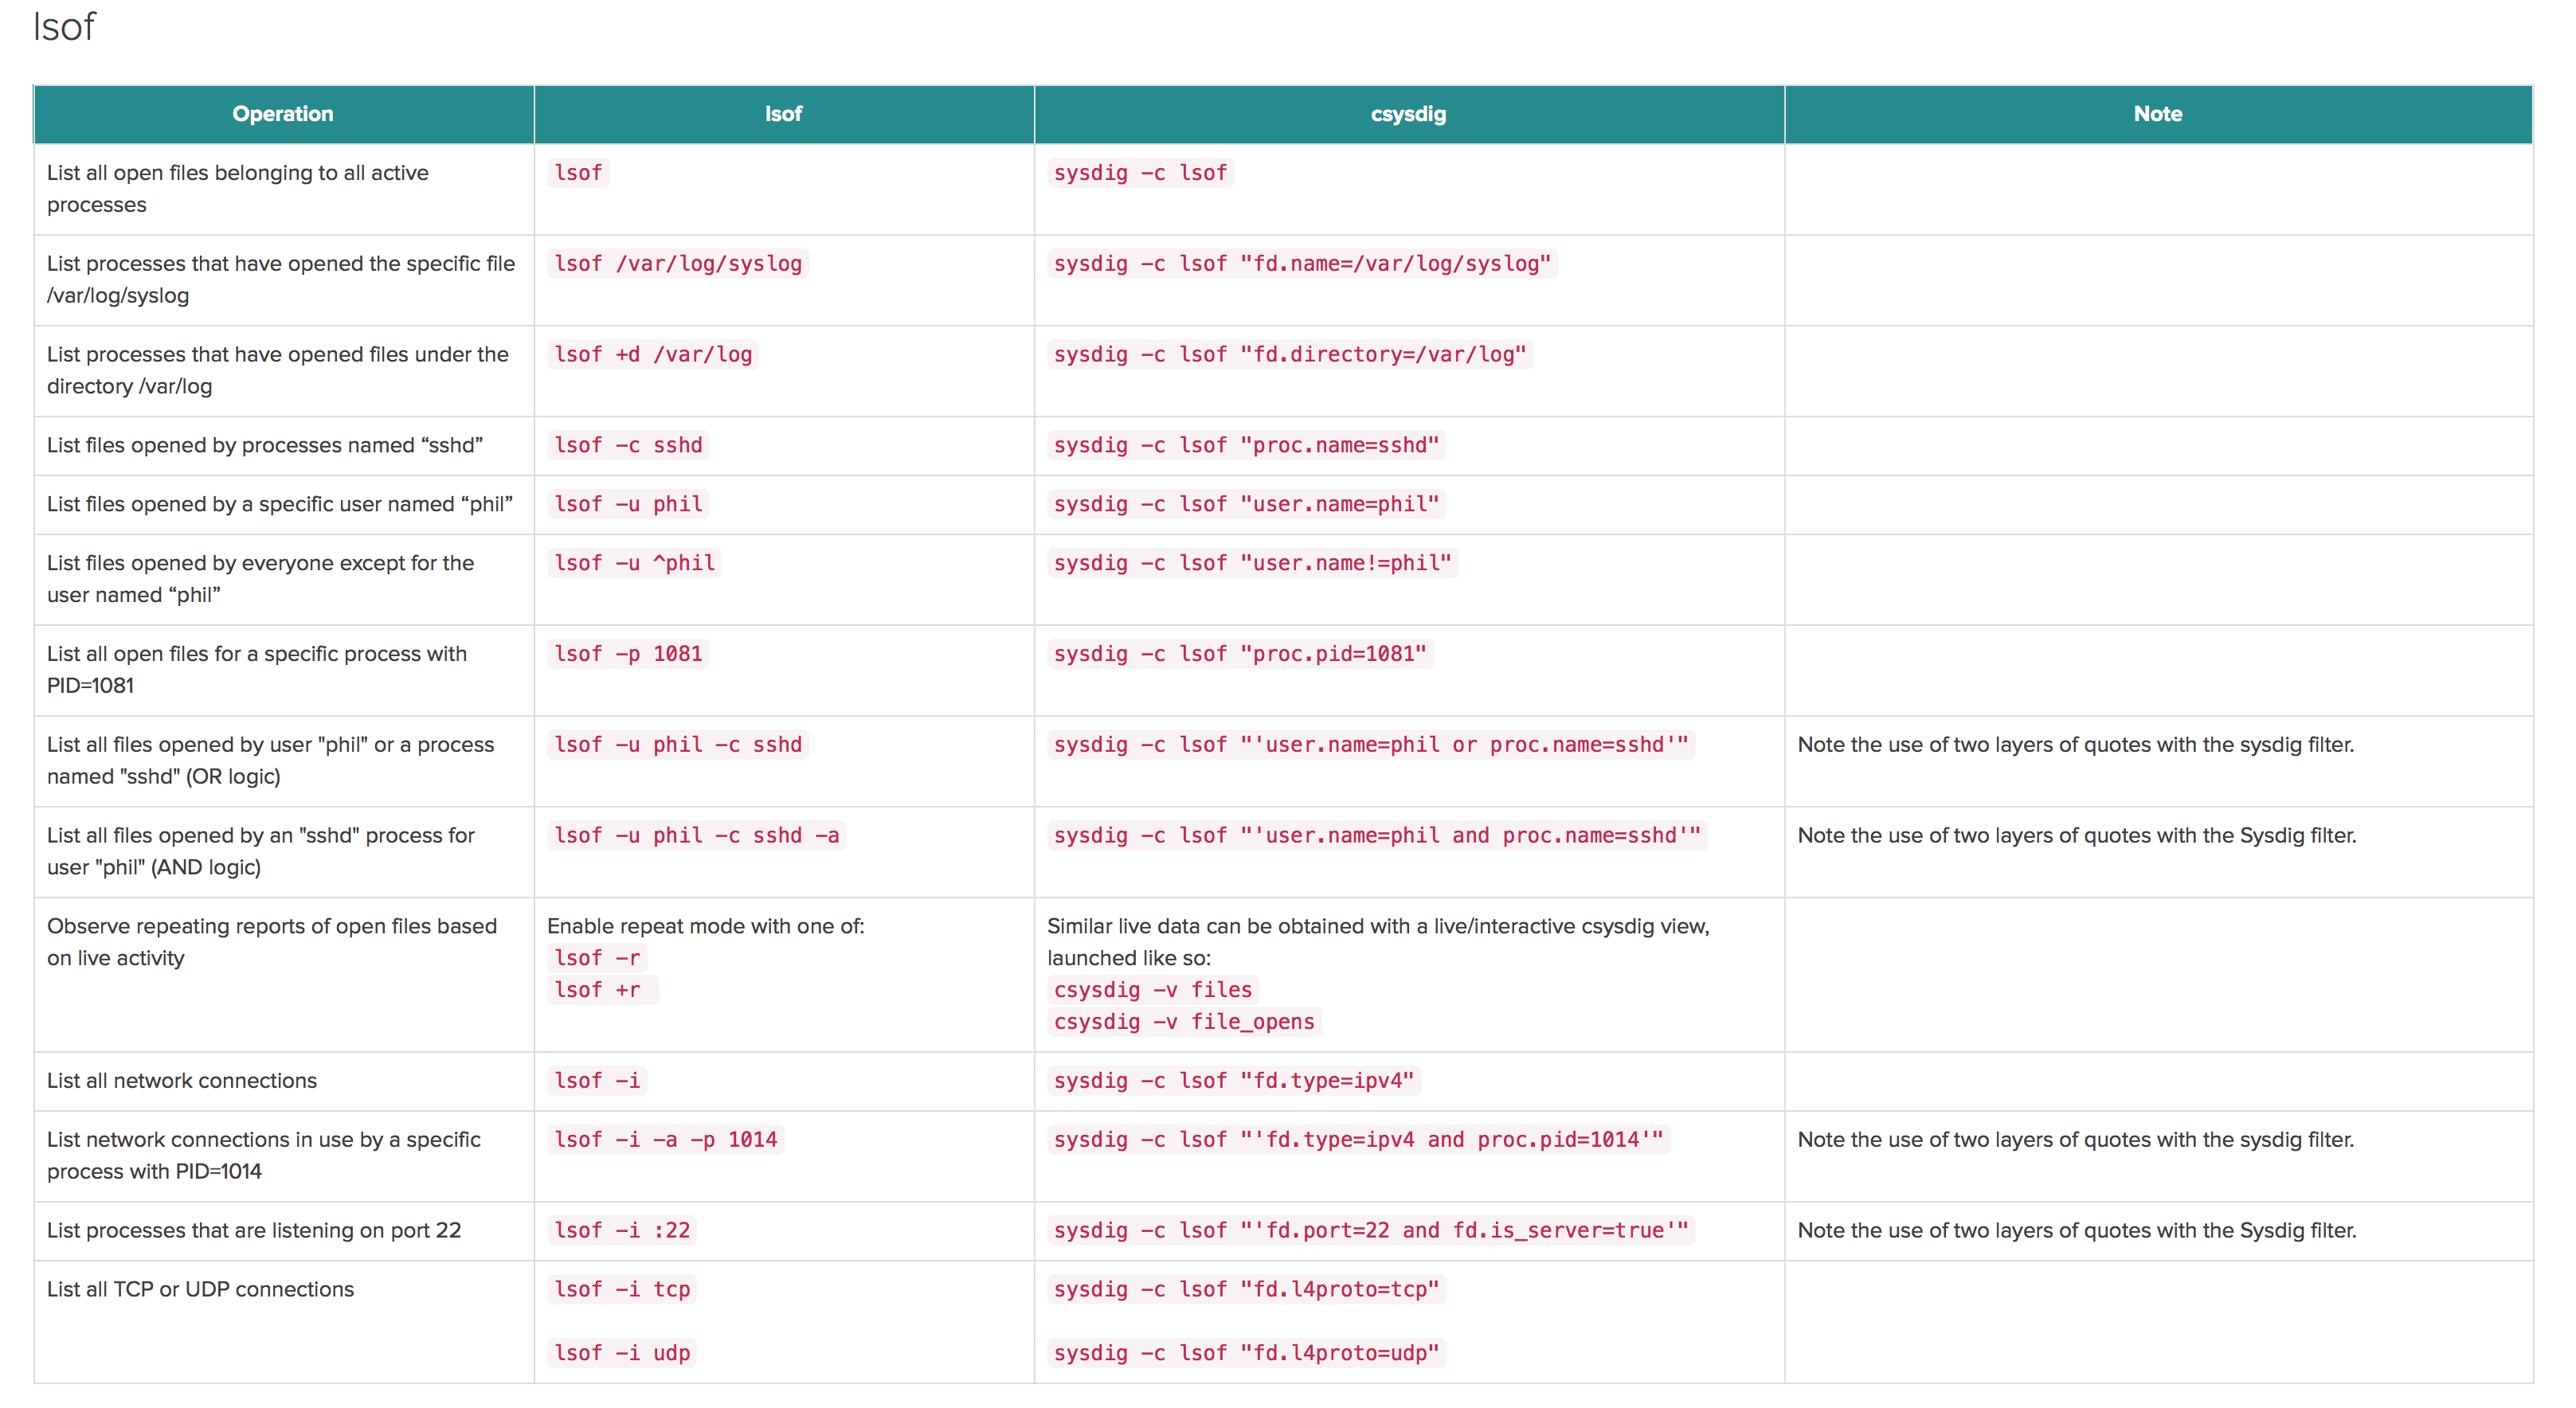 lsof
Operation lsof csysdig Note
List all open files belonging to all active
processes
lsof
sysdig -c lsof
List processes that have opened the specific file
/var/log/syslog
lsof /var/log/syslog
sysdig -c lsof "fd.name=/var/log/syslog"
List processes that have opened files under the
directory /var/log
lsof +d /var/log
sysdig -c lsof "fd.directory=/var/log"
List files opened by processes named “sshd”
lsof -c sshd
sysdig -c lsof "proc.name=sshd"
List files opened by a specific user named “phil”
lsof -u phil
sysdig -c lsof "user.name=phil"
List files opened by everyone except for the
user named “phil”
lsof -u ^phil
sysdig -c lsof "user.name!=phil"
List all open files for a specific process with
PID=1081
lsof -p 1081
sysdig -c lsof "proc.pid=1081"
List all files opened by user "phil" or a process
named "sshd" (OR logic)
lsof -u phil -c sshd
sysdig -c lsof "'user.name=phil or proc.name=sshd'"
Note the use of two layers of quotes with the sysdig filter.
List all files opened by an "sshd" process for
user "phil" (AND logic)
lsof -u phil -c sshd -a
sysdig -c lsof "'user.name=phil and proc.name=sshd'"
Note the use of two layers of quotes with the Sysdig filter.
Observe repeating reports of open files based
on live activity
Enable repeat mode with one of:
lsof -r
lsof +r
Similar live data can be obtained with a live/interactive csysdig view,
launched like so:
csysdig -v files
csysdig -v file_opens
List all network connections
lsof -i
sysdig -c lsof "fd.type=ipv4"
List network connections in use by a specific
process with PID=1014
lsof -i -a -p 1014
sysdig -c lsof "'fd.type=ipv4 and proc.pid=1014'"
Note the use of two layers of quotes with the sysdig filter.
List processes that are listening on port 22
lsof -i :22
sysdig -c lsof "'fd.port=22 and fd.is_server=true'"
Note the use of two layers of quotes with the Sysdig filter.
List all TCP or UDP connections
lsof -i tcp
lsof -i udp
sysdig -c lsof "fd.l4proto=tcp"
sysdig -c lsof "fd.l4proto=udp"